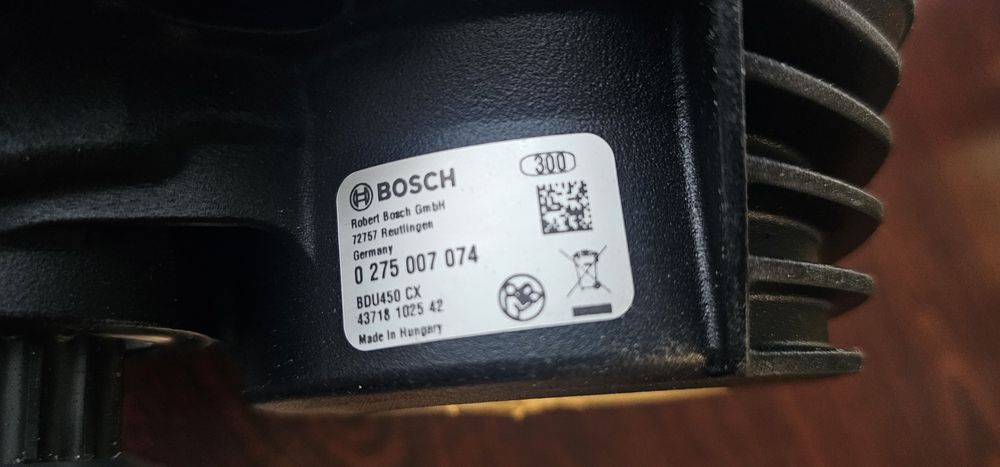 BOSCH
300
Robert Bosch GmbH
72757 Reutlingen
Germany
0 275 007 074
BDU450 CX
43718 1025 42
Made in Hungary